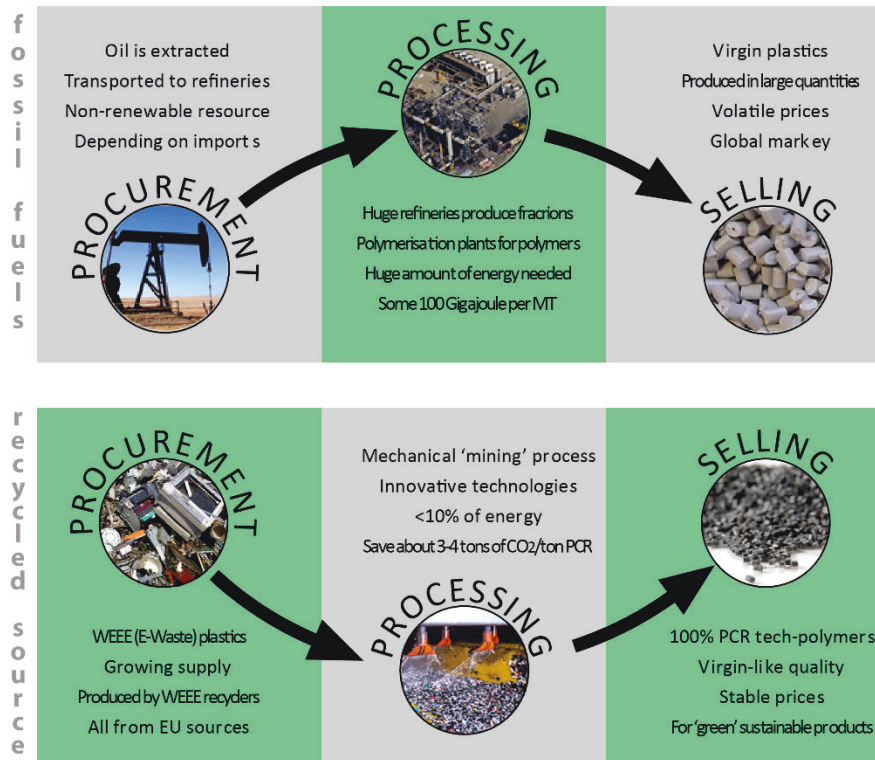 fossil fuels
Oil is extracted
Transported to refineries
Non-renewable resource
Depending on import s
PROCUREMENT
PROCESSING
Huge refineries produce fracrions
Polymerisation plants for polymers
Huge amount of energy needed
Some 100 Gigajoule per MT
Virgin plastics
Produced in large quantities
Volatile prices
Global markey
SELLING
recycled source
PROCUREMENT
WEEE (E-Waste) plastics
Growing supply
Produced by WEEE recyders
All from EU sources
Mechanical ‘mining’ process
Innovative technologies
<10% of energy
Save about 3-4 tons of CO2/ton PCR
PROCESSING
SELLING
100% PCR tech-polymers
Virgin-like quality
Stable prices
For ‘green’ sustainable products